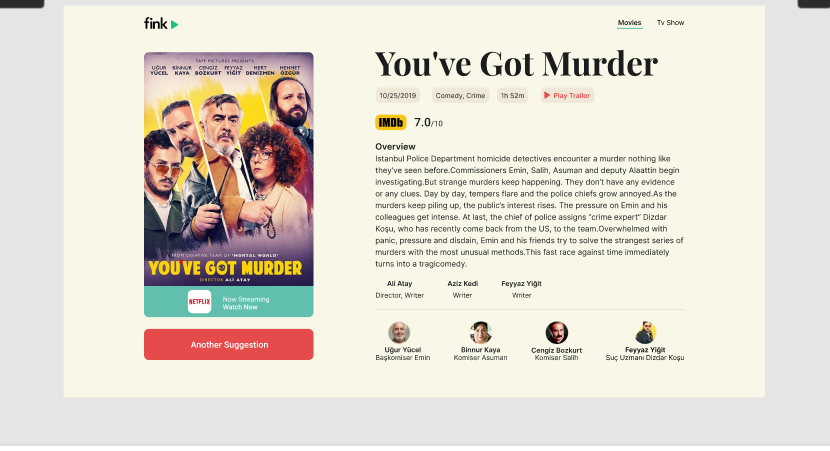 fink
Movies
Tv Show
TAFF PICTURES PRESENTS
UĞUR YÜCEL
BİNNUR KAYA
CENGİZ BOZKURT
FEYYAZ YİĞİT
MERT DENİZMEN
MEHMET ÖZGÜR
FROM CREATIVE TEAM OF 'MORTAL WORLD'
YOU'VE GOT MURDER
DIRECTOR ALİ ATAY
NETFLIX
Now Streaming
Watch Now
Another Suggestion
You've Got Murder
10/25/2019
Comedy, Crime
1h 52m
Play Trailer
IMDb
7.0/10
Overview
Istanbul Police Department homicide detectives encounter a murder nothing like
they've seen before.Commissioners Emin, Salih, Asuman and deputy Alaattin begin
investigating.But strange murders keep happening. They don't have any evidence
or any clues. Day by day, tempers flare and the police chiefs grow annoyed.As the
murders keep piling up, the public's interest rises. The pressure on Emin and his
colleagues get intense. At last, the chief of police assigns "crime expert" Dizdar
Koşu, who has recently come back from the US, to the team.Overwhelmed with
panic, pressure and disdain, Emin and his friends try to solve the strangest series of
murders with the most unusual methods.This fast race against time immediately
turns into a tragicomedy.
Ali Atay
Director, Writer
Aziz Kedi
Writer
Feyyaz Yiğit
Writer
Uğur Yücel
Başkomiser Emin
Binnur Kaya
Komiser Asuman
Cengiz Bozkurt
Komiser Salih
Feyyaz Yiğit
Suç Uzmanı Dizdar Koşu